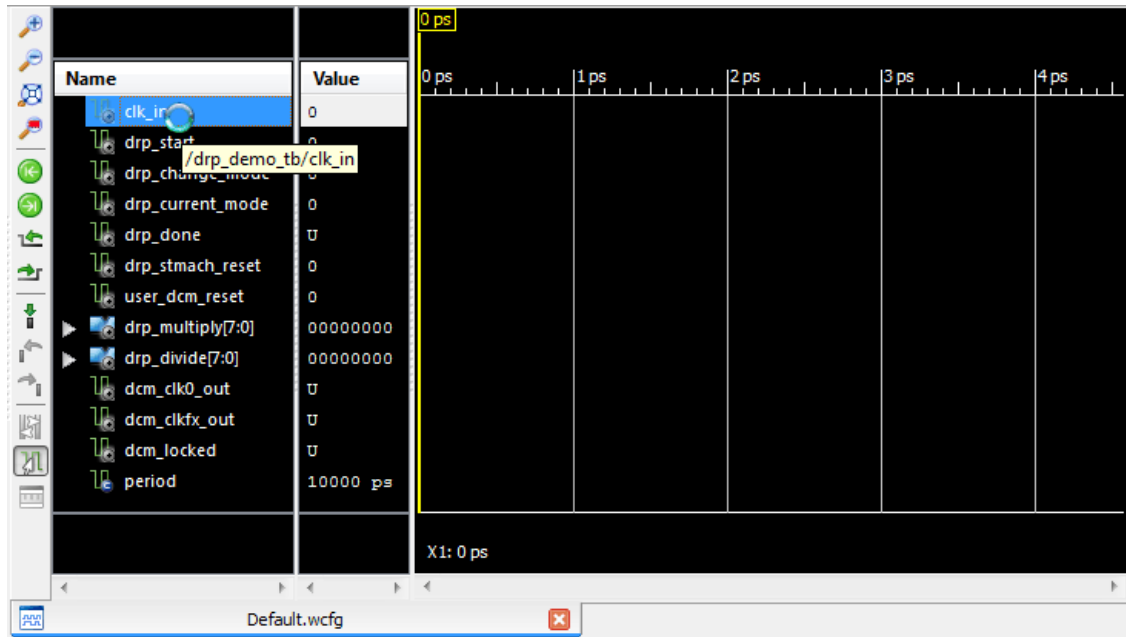 0 ps
Name Value 0 ps 1 ps 2 ps 3 ps 4 ps
clk_in 0
drp_start 0
/drp_demo_tb/clk_in
drp_change_mode 0
drp_current_mode 0
drp_done U
drp_stmach_reset 0
user_dcm_reset 0
drp_multiply[7:0] 00000000
drp_divide[7:0] 00000000
dcm_clk0_out U
dcm_clkfx_out U
dcm_locked U
period 10000 ps
X1: 0 ps
Default.wcfg